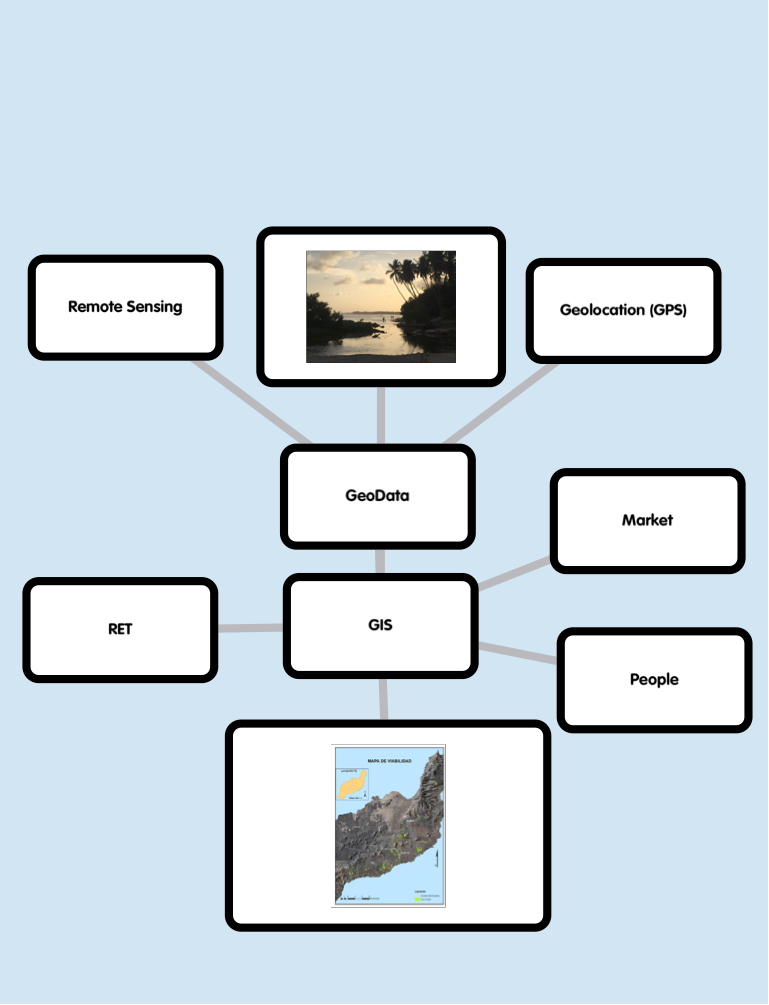 Remote Sensing
Geolocation (GPS)
GeoData
Market
RET
GIS
People
MAPA DE VIABILIDAD